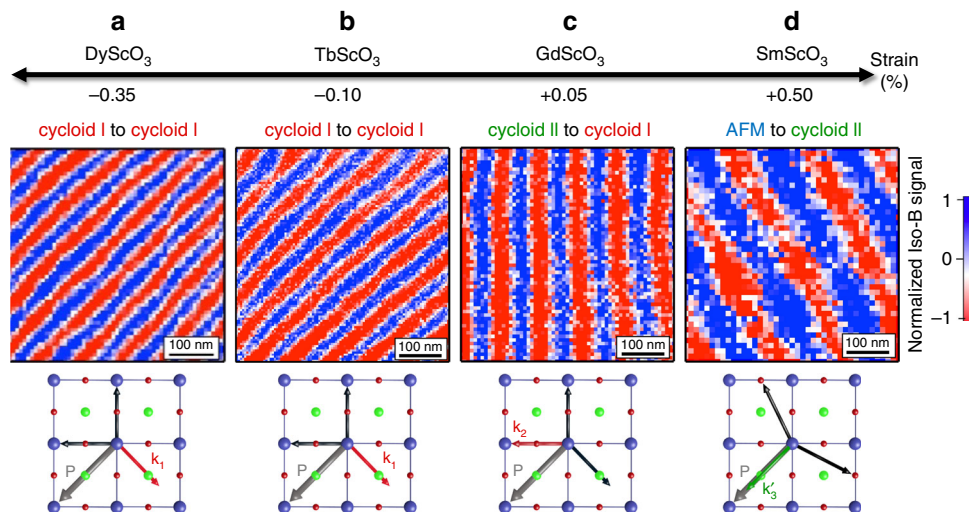 a b c d
DyScO3 TbScO3 GdScO3 SmScO3 Strain
(%)
–0.35 –0.10 +0.05 +0.50
cycloid I to cycloid I cycloid I to cycloid I cycloid II to cycloid I AFM to cycloid II
100 nm 100 nm 100 nm 100 nm
Normalized Iso-B signal
1
0
–1
P k1 P k1 P k2 P k′3